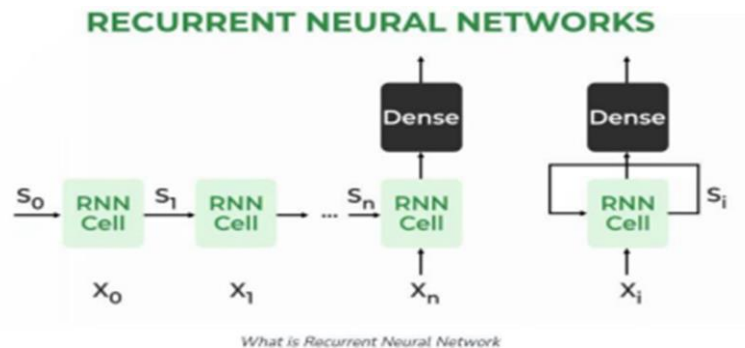 RECURRENT NEURAL NETWORKS
Dense
Dense
S₀
RNN
Cell
S₁
RNN
Cell
...
Sₙ
RNN
Cell
RNN
Cell
Sᵢ
X₀
X₁
Xₙ
Xᵢ
What is Recurrent Neural Network